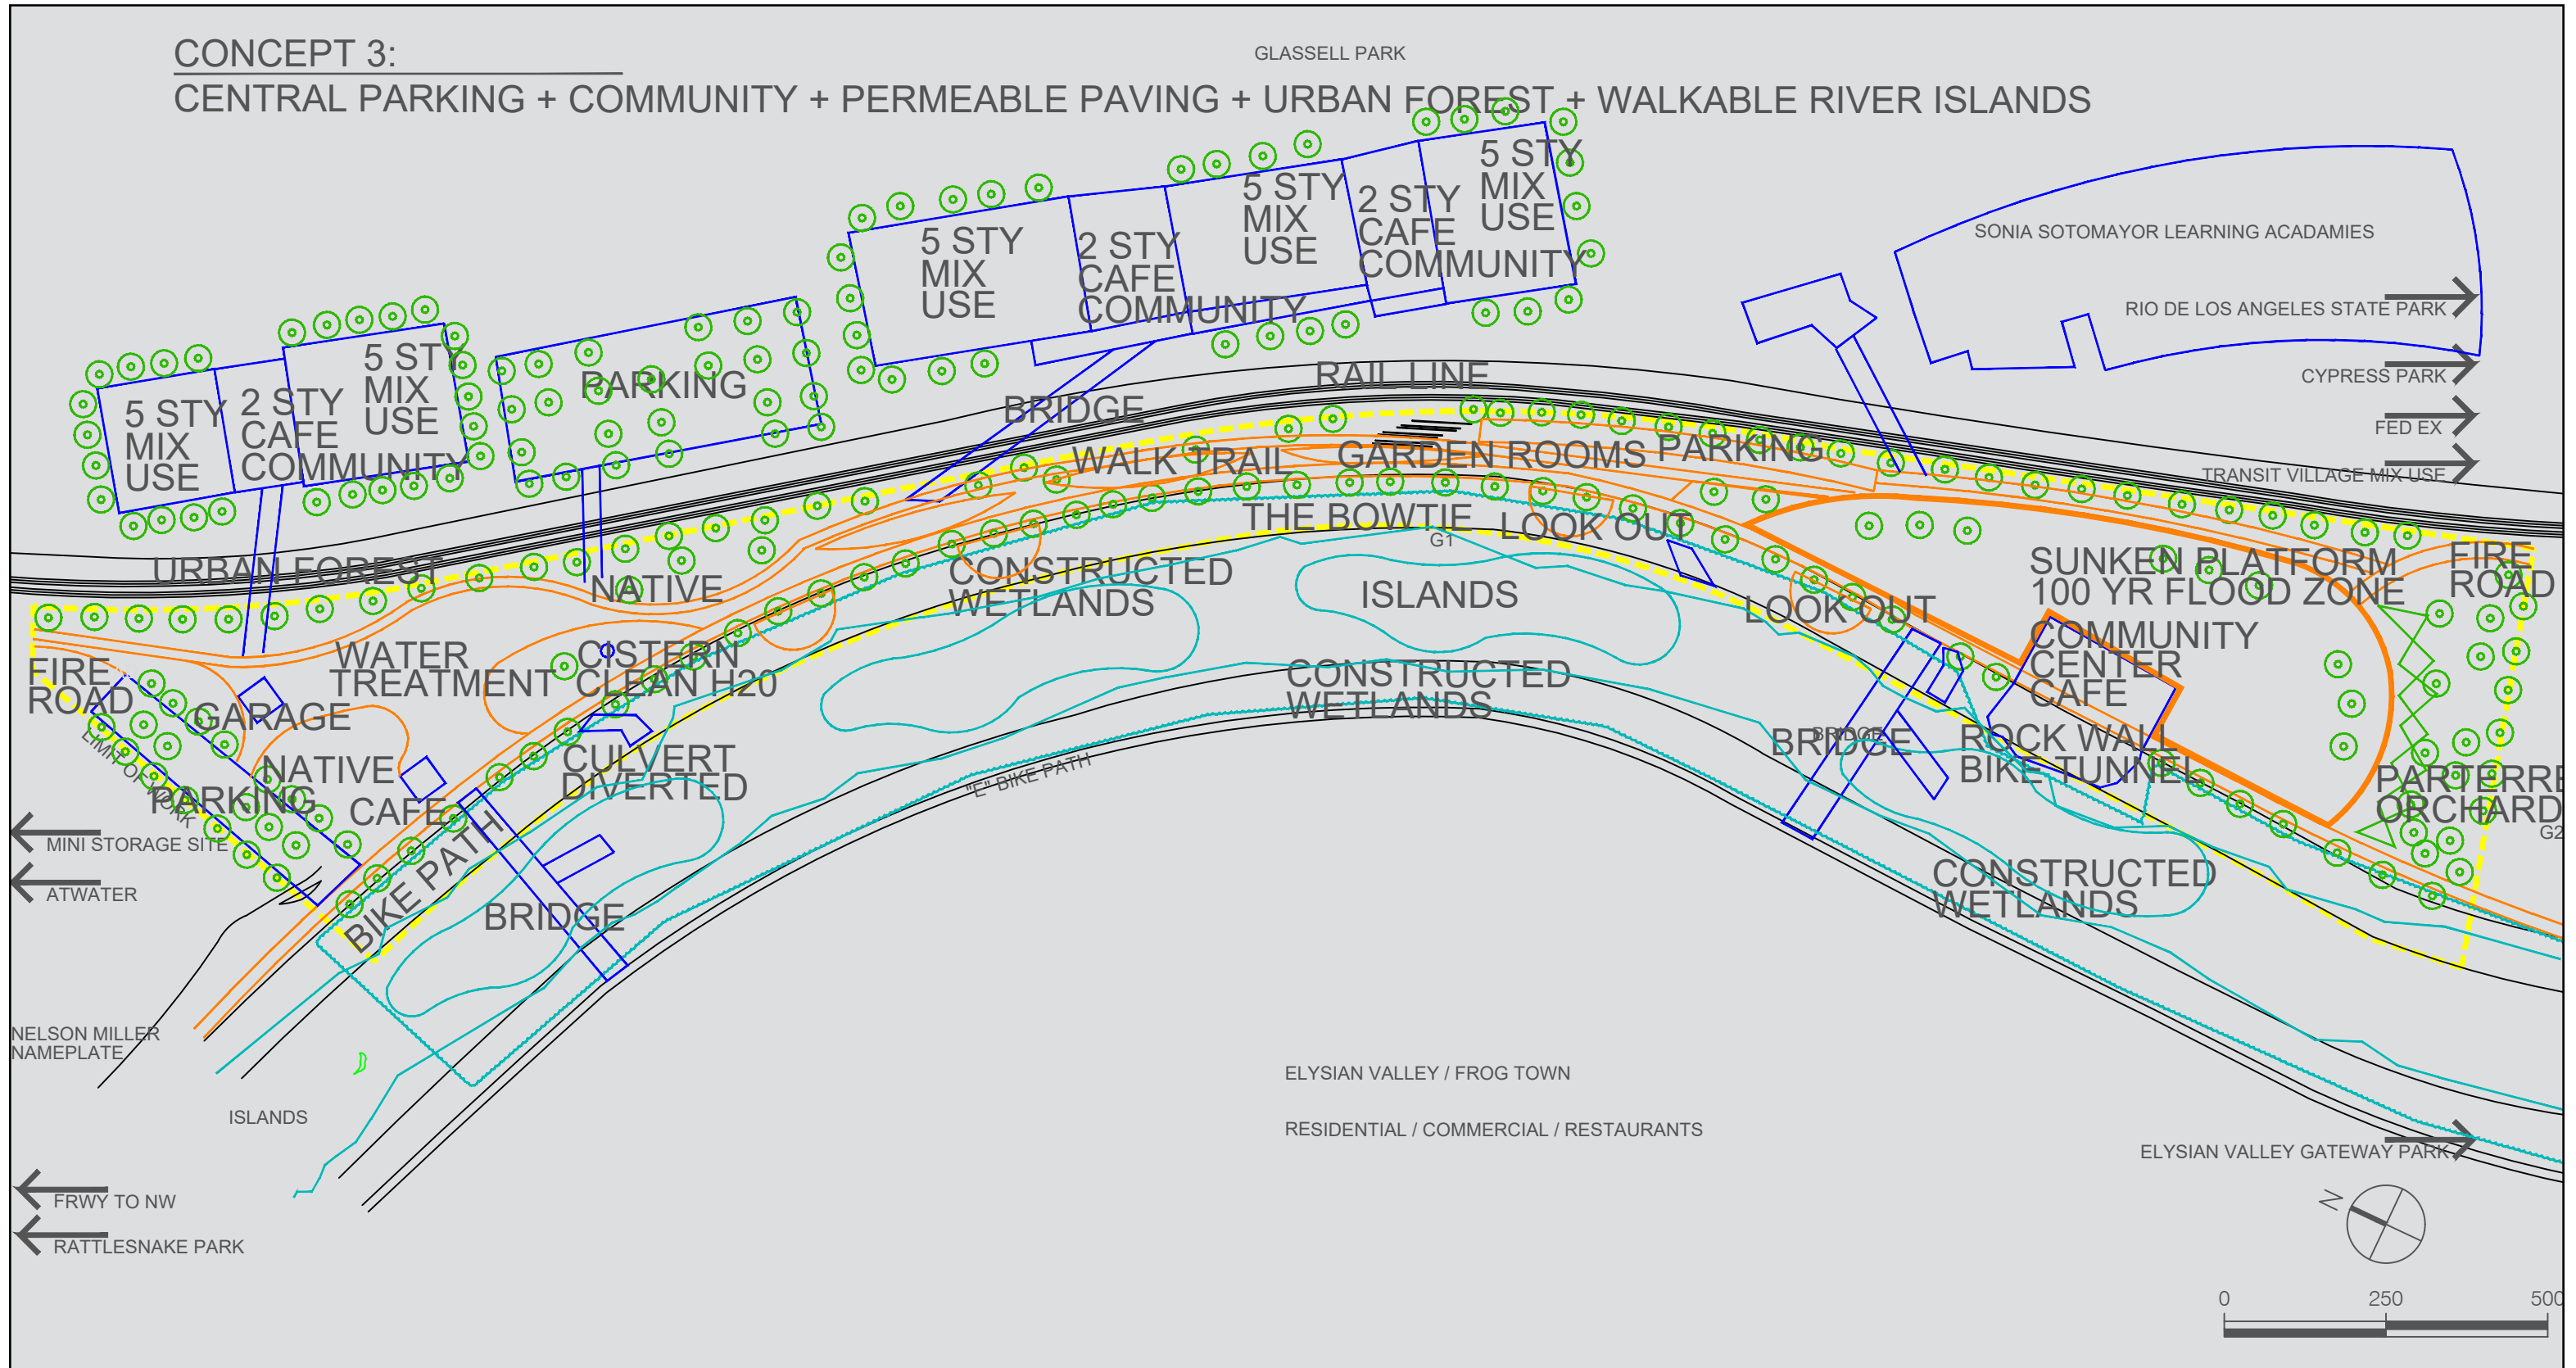 CONCEPT 3:
GLASSELL PARK
CENTRAL PARKING + COMMUNITY + PERMEABLE PAVING + URBAN FOREST + WALKABLE RIVER ISLANDS
5 STY
MIX
USE
2 STY
CAFE
COMMUNITY
5 STY
MIX
USE
PARKING
5 STY
MIX
USE
2 STY
CAFE
COMMUNITY
5 STY
MIX
USE
2 STY
CAFE
COMMUNITY
5 STY
MIX
USE
SONIA SOTOMAYOR LEARNING ACADAMIES
RIO DE LOS ANGELES STATE PARK
CYPRESS PARK
FED EX
TRANSIT VILLAGE MIX USE
RAIL LINE
BRIDGE
WALK TRAIL
GARDEN ROOMS
PARKING
THE BOWTIE
G1
LOOK OUT
URBAN FOREST
NATIVE
CONSTRUCTED
WETLANDS
ISLANDS
LOOK OUT
SUNKEN PLATFORM
100 YR FLOOD ZONE
FIRE
ROAD
COMMUNITY
CENTER
CAFE
FIRE
ROAD
WATER
TREATMENT
CISTERN
CLEAN H20
GARAGE
CONSTRUCTED
WETLANDS
BRIDGE
BRIDGE
ROCK WALL
BIKE TUNNEL
LIMIT OF WORK
NATIVE
PARKING
CAFE
CULVERT
DIVERTED
"E" BIKE PATH
PARTERRE
ORCHARD
G2
MINI STORAGE SITE
ATWATER
BIKE PATH
BRIDGE
CONSTRUCTED
WETLANDS
NELSON MILLER
NAMEPLATE
ISLANDS
ELYSIAN VALLEY / FROG TOWN
RESIDENTIAL / COMMERCIAL / RESTAURANTS
ELYSIAN VALLEY GATEWAY PARK
FRWY TO NW
RATTLESNAKE PARK
N
0 250 500